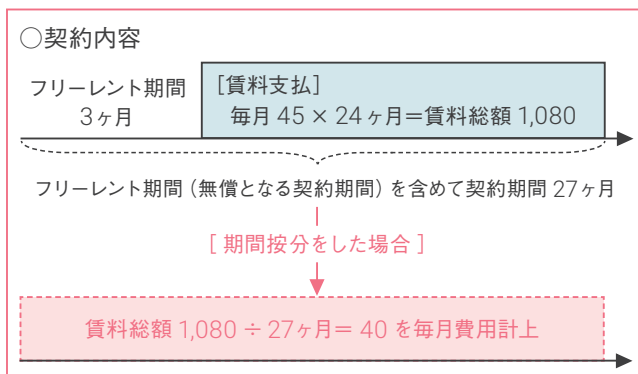 ○契約内容
フリーレント期間
3ヶ月
[賃料支払]
毎月 45 × 24 ヶ月＝賃料総額 1,080
フリーレント期間（無償となる契約期間）を含めて契約期間 27ヶ月
[ 期間按分をした場合 ]
賃料総額 1,080 ÷ 27ヶ月＝ 40 を毎月費用計上